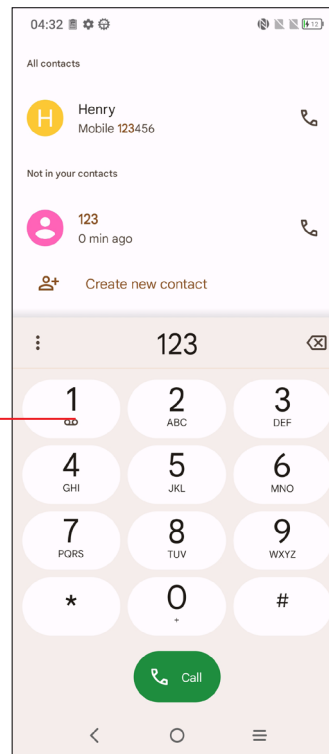 04:32 12
All contacts
H
Henry
Mobile 123456
Not in your contacts
123
0 min ago
Create new contact
123
1 2 3
ABC DEF
4 5 6
GHI JKL MNO
7 8 9
PQRS TUV WXYZ
* 0 #
+
Call